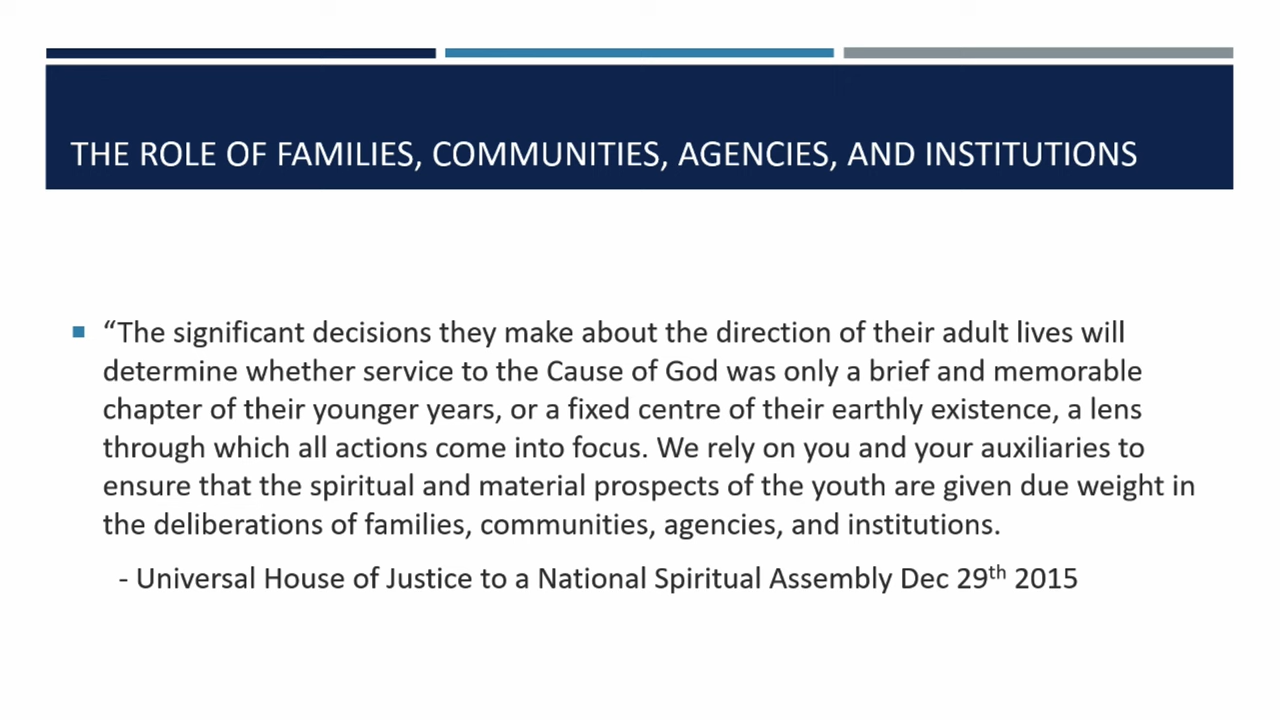 THE ROLE OF FAMILIES, COMMUNITIES, AGENCIES, AND INSTITUTIONS
“The significant decisions they make about the direction of their adult lives will
determine whether service to the Cause of God was only a brief and memorable
chapter of their younger years, or a fixed centre of their earthly existence, a lens
through which all actions come into focus. We rely on you and your auxiliaries to
ensure that the spiritual and material prospects of the youth are given due weight in
the deliberations of families, communities, agencies, and institutions.
- Universal House of Justice to a National Spiritual Assembly Dec 29th 2015